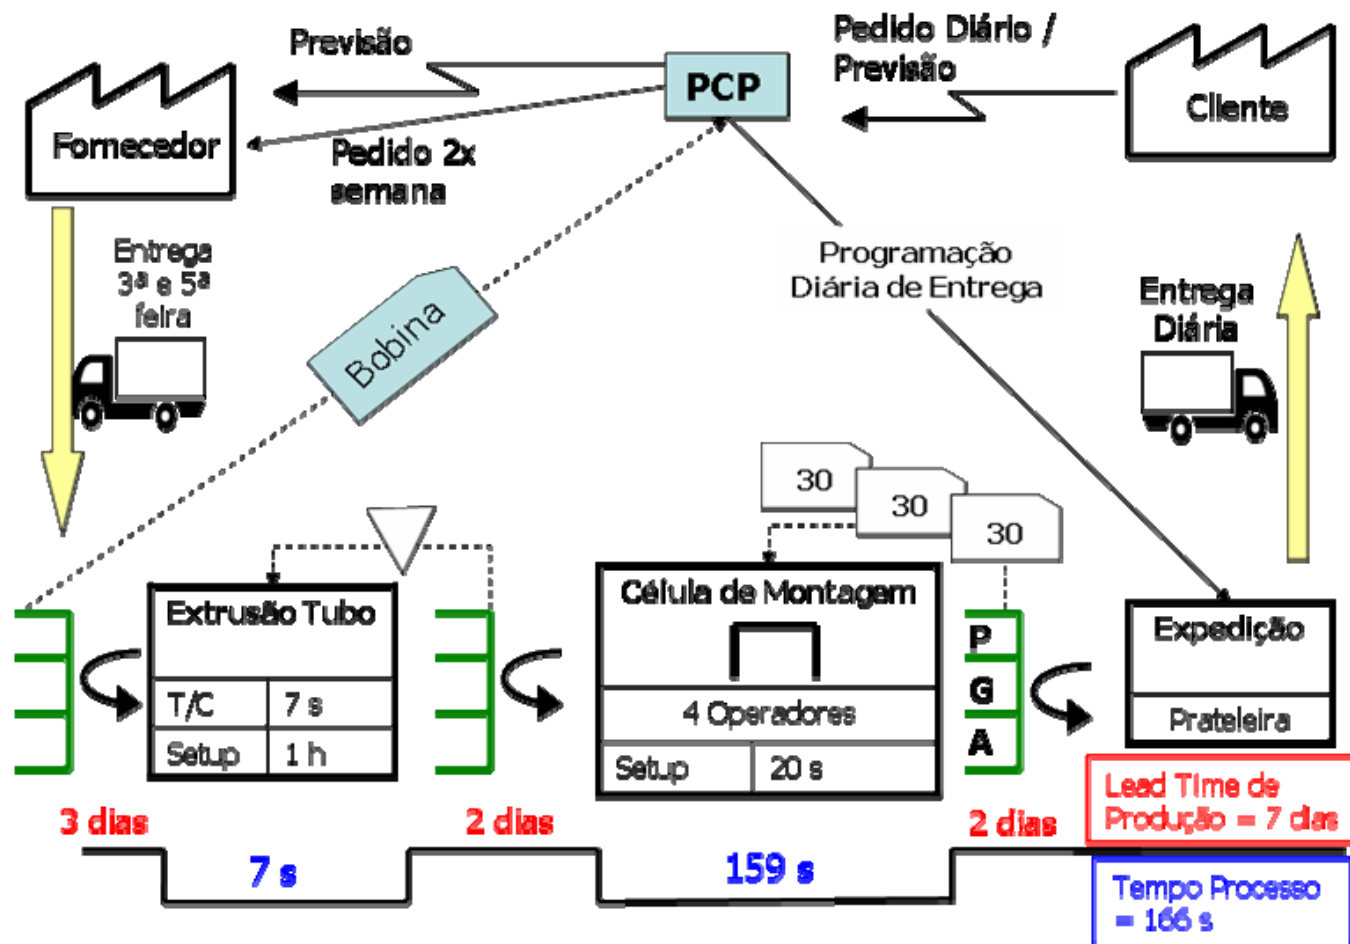 Previsão
Pedido Diário /
Previsão
PCP
Fornecedor
Cliente
Pedido 2x
semana
Entrega
3ª e 5ª
feira
Programação
Diária de Entrega
Entrega
Diária
Bobina
30
30
30
Extrusão Tubo
T/C
7 s
Setup
1 h
Célula de Montagem
4 Operadores
Setup
20 s
P
G
A
Expedição
Prateleira
3 dias
2 dias
2 dias
Lead Time de
Produção = 7 dias
7 s
159 s
Tempo Processo
= 166 s